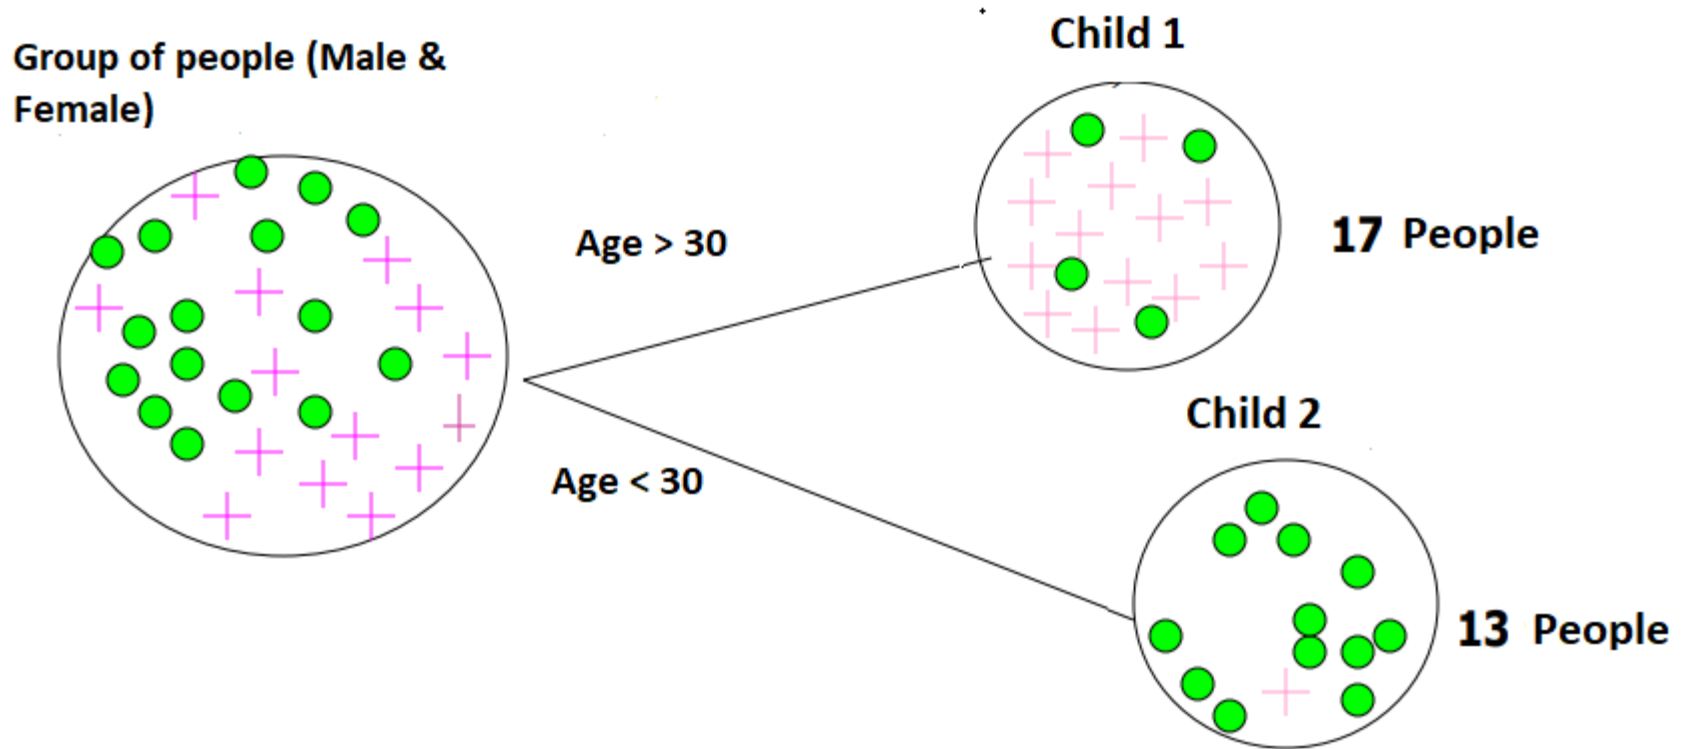 Group of people (Male &
Female)
Child 1
Age > 30
17 People
Child 2
Age < 30
13 People